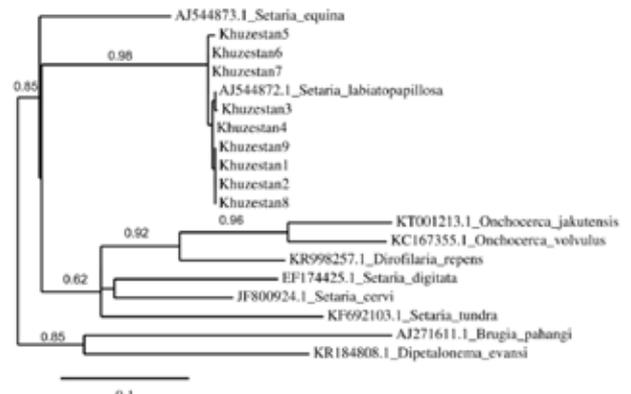 AJ544873.1_Setaria_equina
Khuzestan5
0.98
Khuzestan6
Khuzestan7
0.85
AJ544872.1_Setaria_labiatopapillosa
Khuzestan3
Khuzestan4
Khuzestan9
Khuzestan1
Khuzestan2
Khuzestan8
0.96
KT001213.1_Onchocerca_jakutensis
0.92
KC167355.1_Onchocerca_volvulus
KR998257.1_Dirofilaria_repens
0.62
EF174425.1_Setaria_digitata
JF800924.1_Setaria_cervi
KF692103.1_Setaria_tundra
0.85
AJ271611.1_Brugia_pahangi
KR184808.1_Dipetalonema_evansi